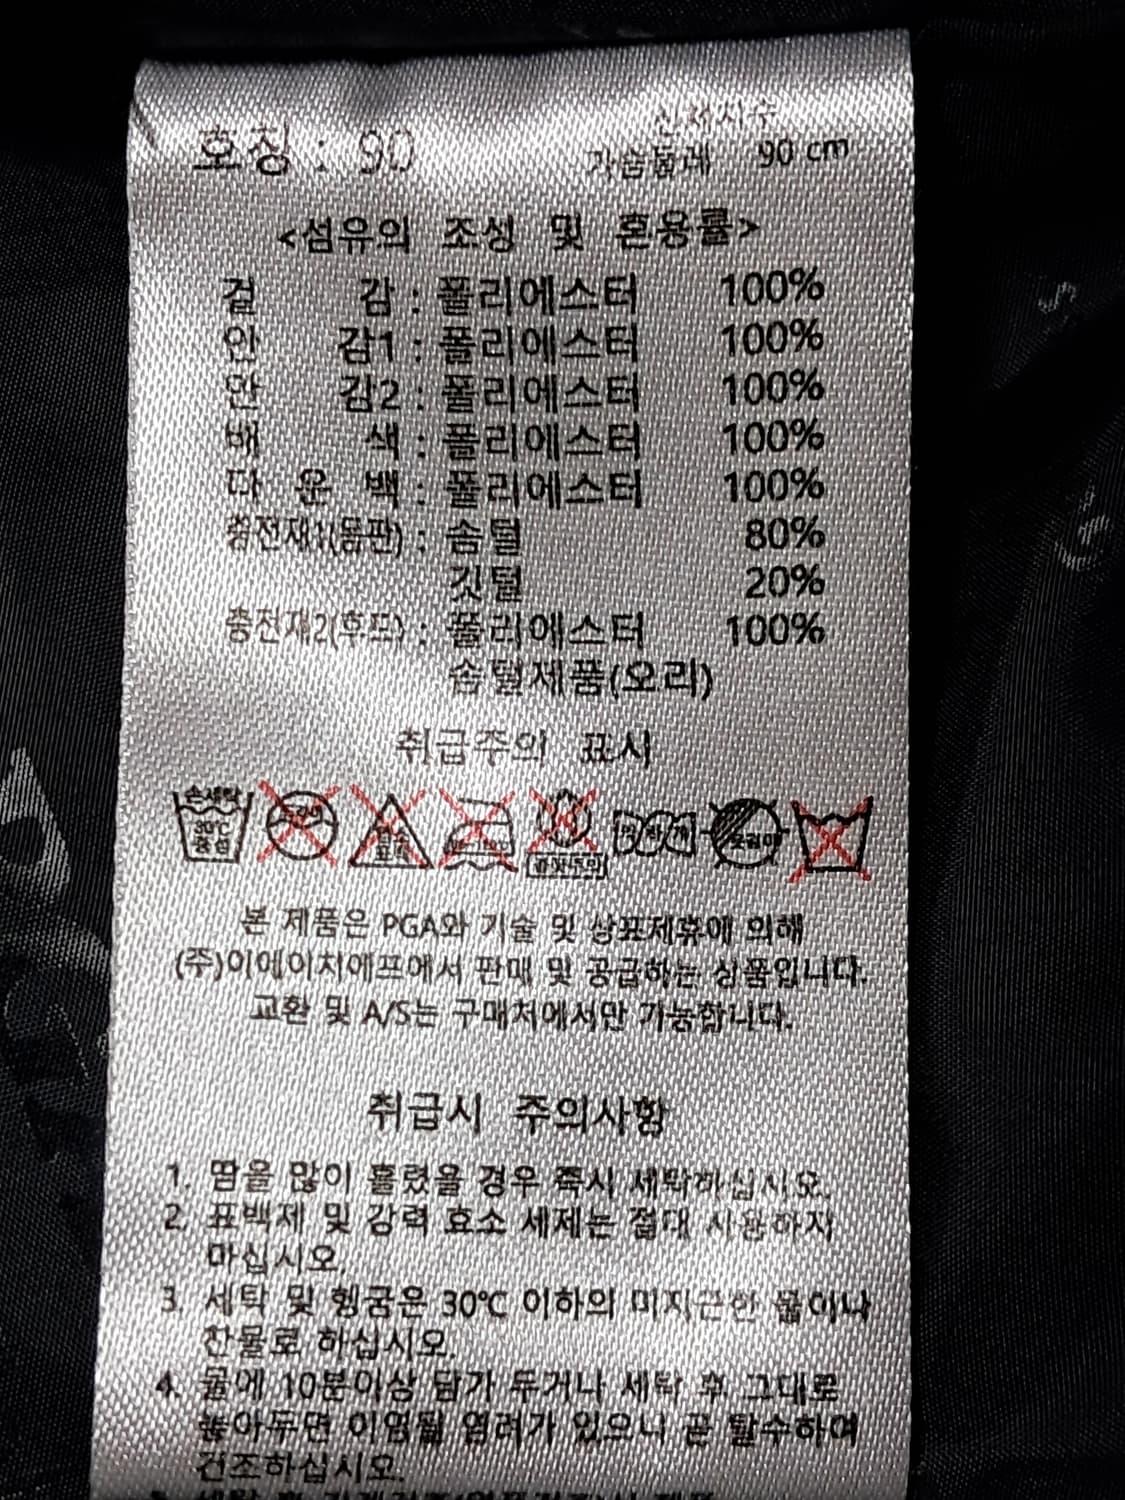 호칭 : 90
신체치수
가슴둘레 90 cm
<섬유의 조성 및 혼용률>
겉 감 : 폴리에스터 100%
안 감1 : 폴리에스터 100%
안 감2 : 폴리에스터 100%
배 색 : 폴리에스터 100%
다 운 백 : 폴리에스터 100%
충전재1(몸판) : 솜털 80%
깃털 20%
충전재2(후드) : 폴리에스터 100%
솜털제품(오리)
취급주의 표시
손세탁
30℃
중성
본 제품은 PGA와 기술 및 상표제휴에 의해
(주)이에이치에프에서 판매 및 공급하는 상품입니다.
교환 및 A/S는 구매처에서만 가능합니다.
취급시 주의사항
1. 땀을 많이 흘렸을 경우 즉시 세탁하십시오.
2. 표백제 및 강력 효소 세제는 절대 사용하지
마십시오.
3. 세탁 및 헹굼은 30℃ 이하의 미지근한 물이나
찬물로 하십시오.
4. 물에 10분이상 담가 두거나 세탁 후 그대로
놓아두면 이염될 염려가 있으니 곧 탈수하여
건조하십시오.